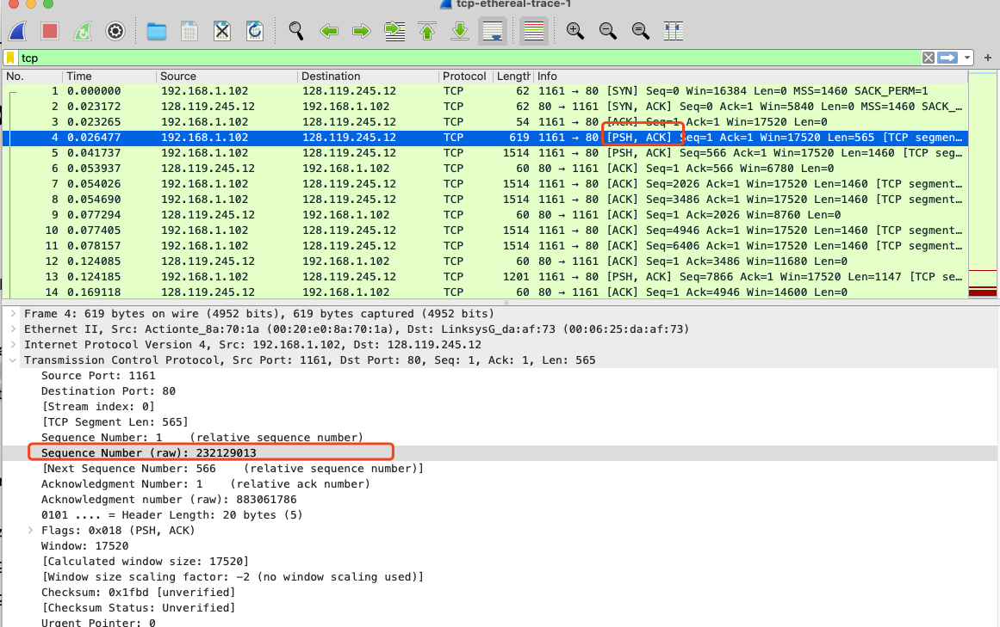 tcp-ethereal-trace-1
tcp
No. Time Source Destination Protocol Length Info
1 0.000000 192.168.1.102 128.119.245.12 TCP 62 1161 → 80 [SYN] Seq=0 Win=16384 Len=0 MSS=1460 SACK_PERM=1
2 0.023172 128.119.245.12 192.168.1.102 TCP 62 80 → 1161 [SYN, ACK] Seq=0 Ack=1 Win=5840 Len=0 MSS=1460 SACK_…
3 0.023265 192.168.1.102 128.119.245.12 TCP 54 1161 → 80 [ACK] Seq=1 Ack=1 Win=17520 Len=0
4 0.026477 192.168.1.102 128.119.245.12 TCP 619 1161 → 80 [PSH, ACK] Seq=1 Ack=1 Win=17520 Len=565 [TCP segmen…
5 0.041737 192.168.1.102 128.119.245.12 TCP 1514 1161 → 80 [PSH, ACK] Seq=566 Ack=1 Win=17520 Len=1460 [TCP seg…
6 0.053937 128.119.245.12 192.168.1.102 TCP 60 80 → 1161 [ACK] Seq=1 Ack=566 Win=6780 Len=0
7 0.054026 192.168.1.102 128.119.245.12 TCP 1514 1161 → 80 [ACK] Seq=2026 Ack=1 Win=17520 Len=1460 [TCP segment…
8 0.054690 192.168.1.102 128.119.245.12 TCP 1514 1161 → 80 [ACK] Seq=3486 Ack=1 Win=17520 Len=1460 [TCP segment…
9 0.077294 128.119.245.12 192.168.1.102 TCP 60 80 → 1161 [ACK] Seq=1 Ack=2026 Win=8760 Len=0
10 0.077405 192.168.1.102 128.119.245.12 TCP 1514 1161 → 80 [ACK] Seq=4946 Ack=1 Win=17520 Len=1460 [TCP segment…
11 0.078157 192.168.1.102 128.119.245.12 TCP 1514 1161 → 80 [ACK] Seq=6406 Ack=1 Win=17520 Len=1460 [TCP segment…
12 0.124085 128.119.245.12 192.168.1.102 TCP 60 80 → 1161 [ACK] Seq=1 Ack=3486 Win=11680 Len=0
13 0.124185 192.168.1.102 128.119.245.12 TCP 1201 1161 → 80 [PSH, ACK] Seq=7866 Ack=1 Win=17520 Len=1147 [TCP se…
14 0.169118 128.119.245.12 192.168.1.102 TCP 60 80 → 1161 [ACK] Seq=1 Ack=4946 Win=14600 Len=0
Frame 4: 619 bytes on wire (4952 bits), 619 bytes captured (4952 bits)
Ethernet II, Src: Actionte_8a:70:1a (00:20:e0:8a:70:1a), Dst: LinksysG_da:af:73 (00:06:25:da:af:73)
Internet Protocol Version 4, Src: 192.168.1.102, Dst: 128.119.245.12
Transmission Control Protocol, Src Port: 1161, Dst Port: 80, Seq: 1, Ack: 1, Len: 565
Source Port: 1161
Destination Port: 80
[Stream index: 0]
[TCP Segment Len: 565]
Sequence Number: 1 (relative sequence number)
Sequence Number (raw): 232129013
[Next Sequence Number: 566 (relative sequence number)]
Acknowledgment Number: 1 (relative ack number)
Acknowledgment number (raw): 883061786
0101 .... = Header Length: 20 bytes (5)
Flags: 0x018 (PSH, ACK)
Window: 17520
[Calculated window size: 17520]
[Window size scaling factor: -2 (no window scaling used)]
Checksum: 0x1fbd [unverified]
[Checksum Status: Unverified]
Urgent Pointer: 0